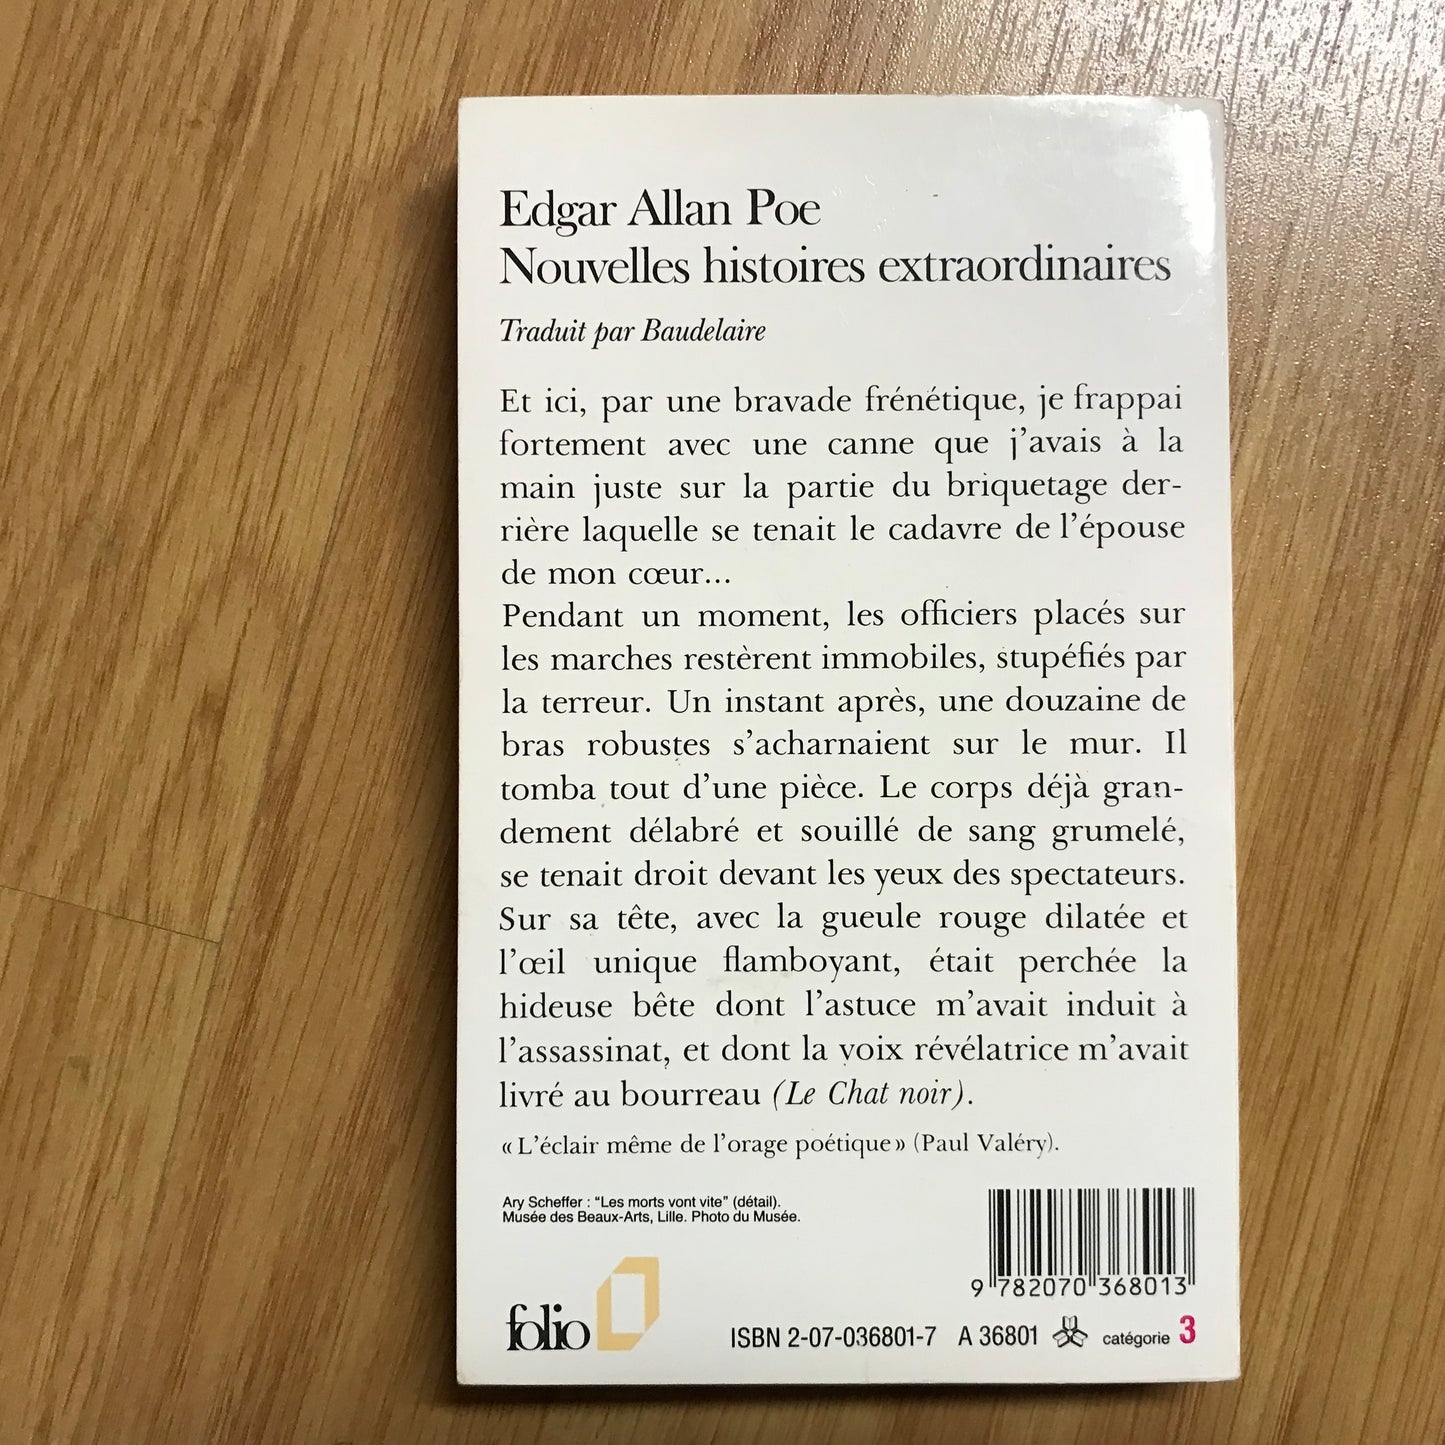 Edgar Allan Poe
Nouvelles histoires extraordinaires
Traduit par Baudelaire
Et ici, par une bravade frénétique, je frappai
fortement avec une canne que j'avais à la
main juste sur la partie du briquetage der-
rière laquelle se tenait le cadavre de l'épouse
de mon cœur...
Pendant un moment, les officiers placés sur
les marches restèrent immobiles, stupéfiés par
la terreur. Un instant après, une douzaine de
bras robustes s'acharnaient sur le mur. Il
tomba tout d'une pièce. Le corps déjà gran-
dement délabré et souillé de sang grumelé,
se tenait droit devant les yeux des spectateurs.
Sur sa tête, avec la gueule rouge dilatée et
l'œil unique flamboyant, était perchée la
hideuse bête dont l'astuce m'avait induit à
l'assassinat, et dont la voix révélatrice m'avait
livré au bourreau (Le Chat noir).
« L'éclair même de l'orage poétique » (Paul Valéry).
Ary Scheffer : "Les morts vont vite" (détail).
Musée des Beaux-Arts, Lille. Photo du Musée.
9 782070 368013
folio
ISBN 2-07-036801-7 A 36801 catégorie 3